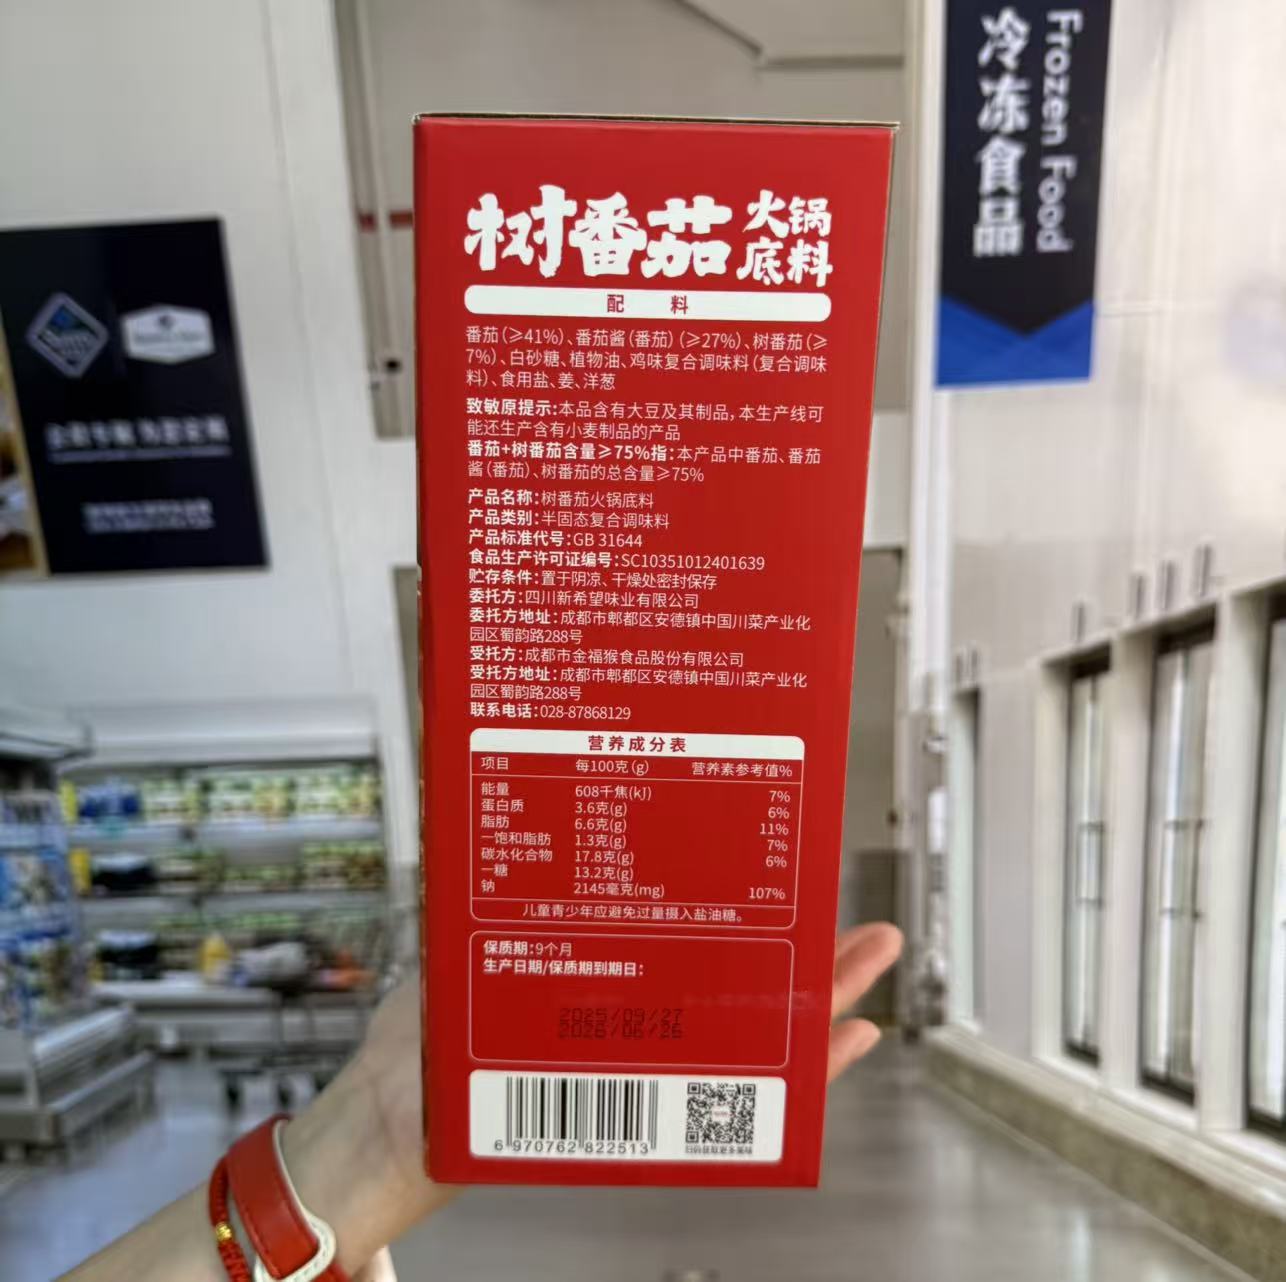 Frozen Food
冷冻食品
树番茄火锅底料
配 料
番茄(≥41%)、番茄酱(番茄)(≥27%)、树番茄(≥
7%)、白砂糖、植物油、鸡味复合调味料(复合调味
料)、食用盐、姜、洋葱
致敏原提示:本品含有大豆及其制品,本生产线可
能还生产含有小麦制品的产品
番茄+树番茄含量≥75%指:本产品中番茄、番茄
酱(番茄)、树番茄的总含量≥75%
产品名称:树番茄火锅底料
产品类别:半固态复合调味料
产品标准代号:GB 31644
食品生产许可证编号:SC10351012401639
贮存条件:置于阴凉、干燥处密封保存
委托方:四川新希望味业有限公司
委托方地址:成都市郫都区安德镇中国川菜产业化
园区蜀韵路288号
受托方:成都市金福猴食品股份有限公司
受托方地址:成都市郫都区安德镇中国川菜产业化
园区蜀韵路288号
联系电话:028-87868129
营养成分表
项目 每100克(g) 营养素参考值%
能量 608千焦(kJ) 7%
蛋白质 3.6克(g) 6%
脂肪 6.6克(g) 11%
一饱和脂肪 1.3克(g) 7%
碳水化合物 17.8克(g) 6%
一糖 13.2克(g)
钠 2145毫克(mg) 107%
儿童青少年应避免过量摄入盐油糖。
保质期:9个月
生产日期/保质期到期日:
2025/09/27
2026/06/26
6 970762 822513
扫码获取更多美味